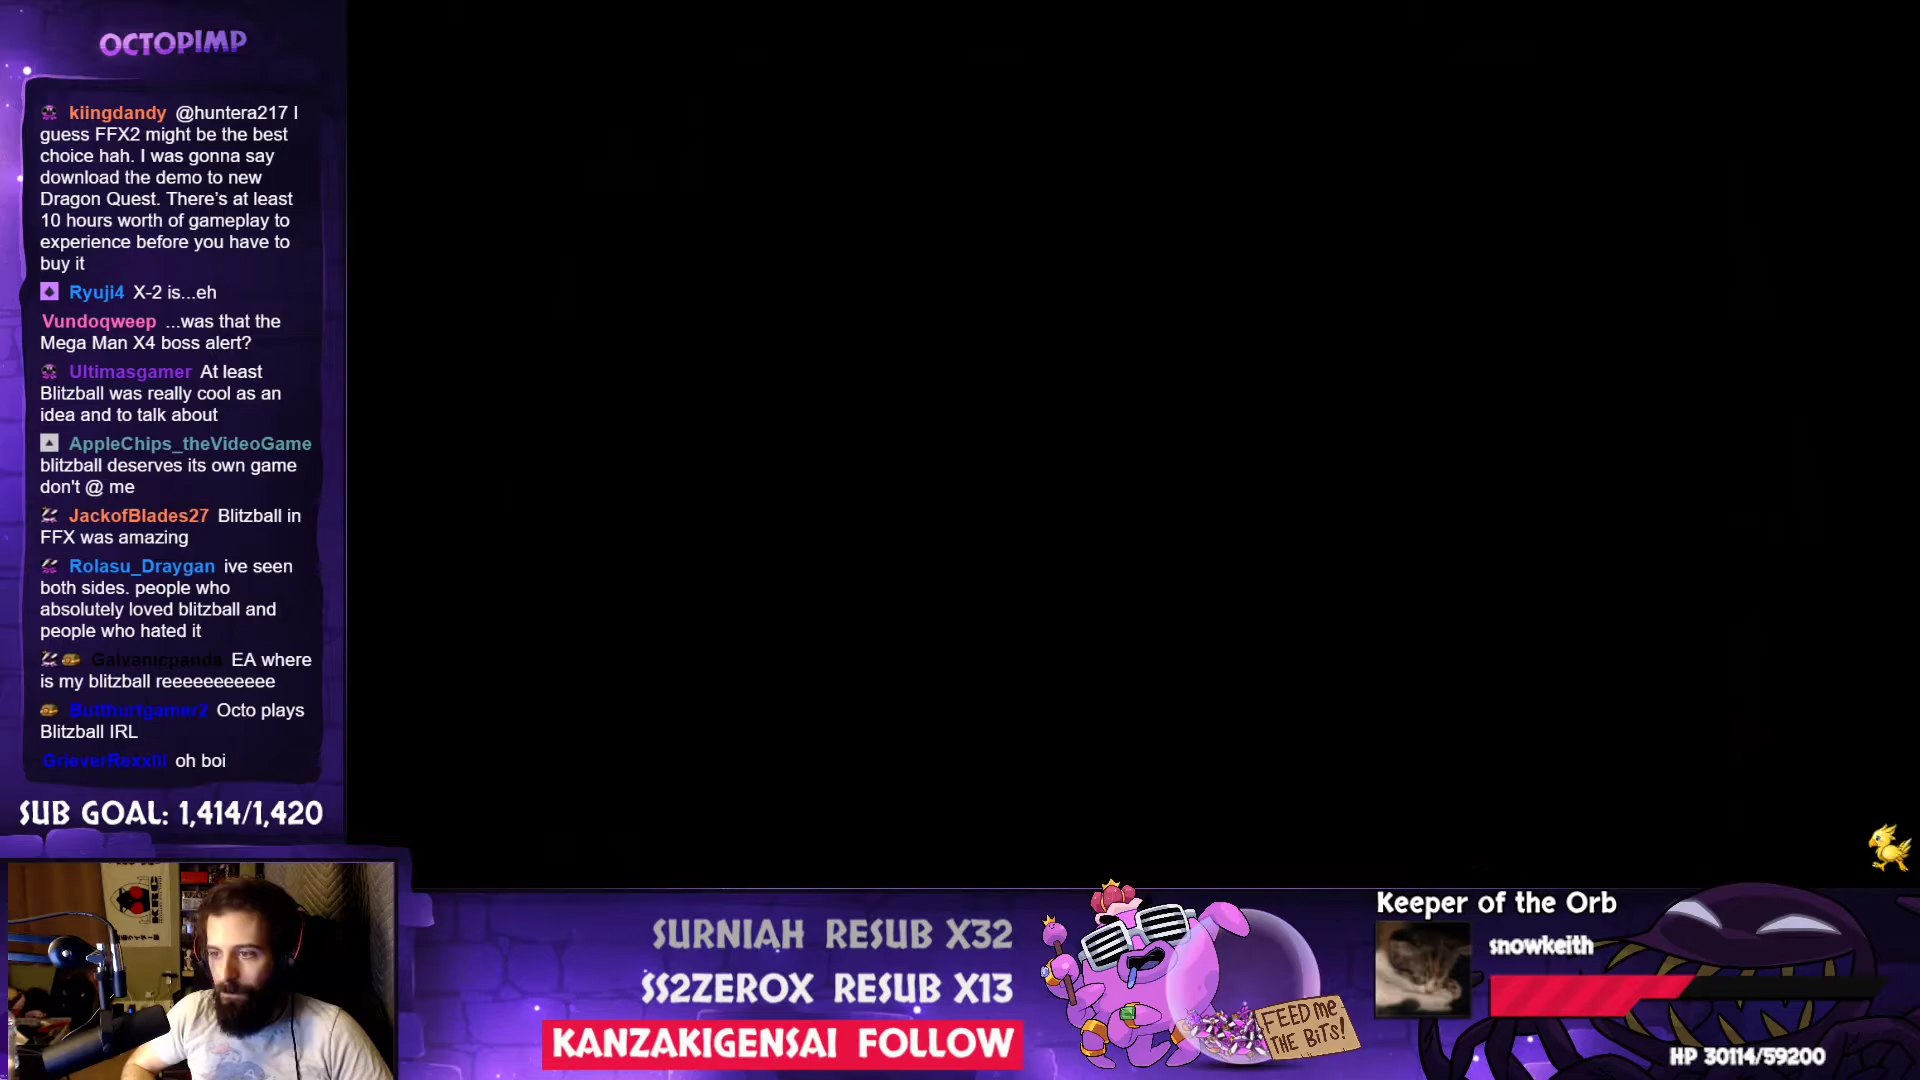 OCTOPIMP
kiingdandy @huntera217 I
guess FFX2 might be the best
choice hah. I was gonna say
download the demo to new
Dragon Quest. There's at least
10 hours worth of gameplay to
experience before you have to
buy it
Ryuji4 X-2 is...eh
Vundoqweep ...was that the
Mega Man X4 boss alert?
Ultimasgamer At least
Blitzball was really cool as an
idea and to talk about
AppleChips_theVideoGame
blitzball deserves its own game
don't @ me
JackofBlades27 Blitzball in
FFX was amazing
Rolasu_Draygan ive seen
both sides. people who
absolutely loved blitzball and
people who hated it
Galvanicpanda EA where
is my blitzball reeeeeeeeeee
Butthurtgamer2 Octo plays
Blitzball IRL
GrieverRexxIII oh boi
SUB GOAL: 1,414/1,420
SURNIAH RESUB X32
SS2ZEROX RESUB X13
KANZAKIGENSAI FOLLOW
FEED ME
THE BITS!
Keeper of the Orb
snowkeith
HP 30114/59200